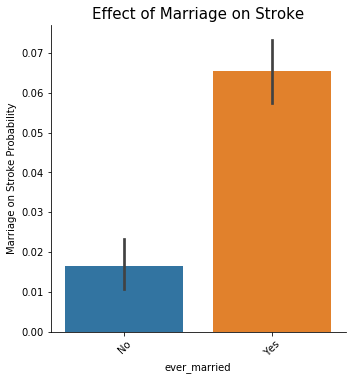 Effect of Marriage on Stroke
0.07
0.06
0.05
0.04
0.03
0.02
0.01
0.00
Marriage on Stroke Probability
No
Yes
ever_married